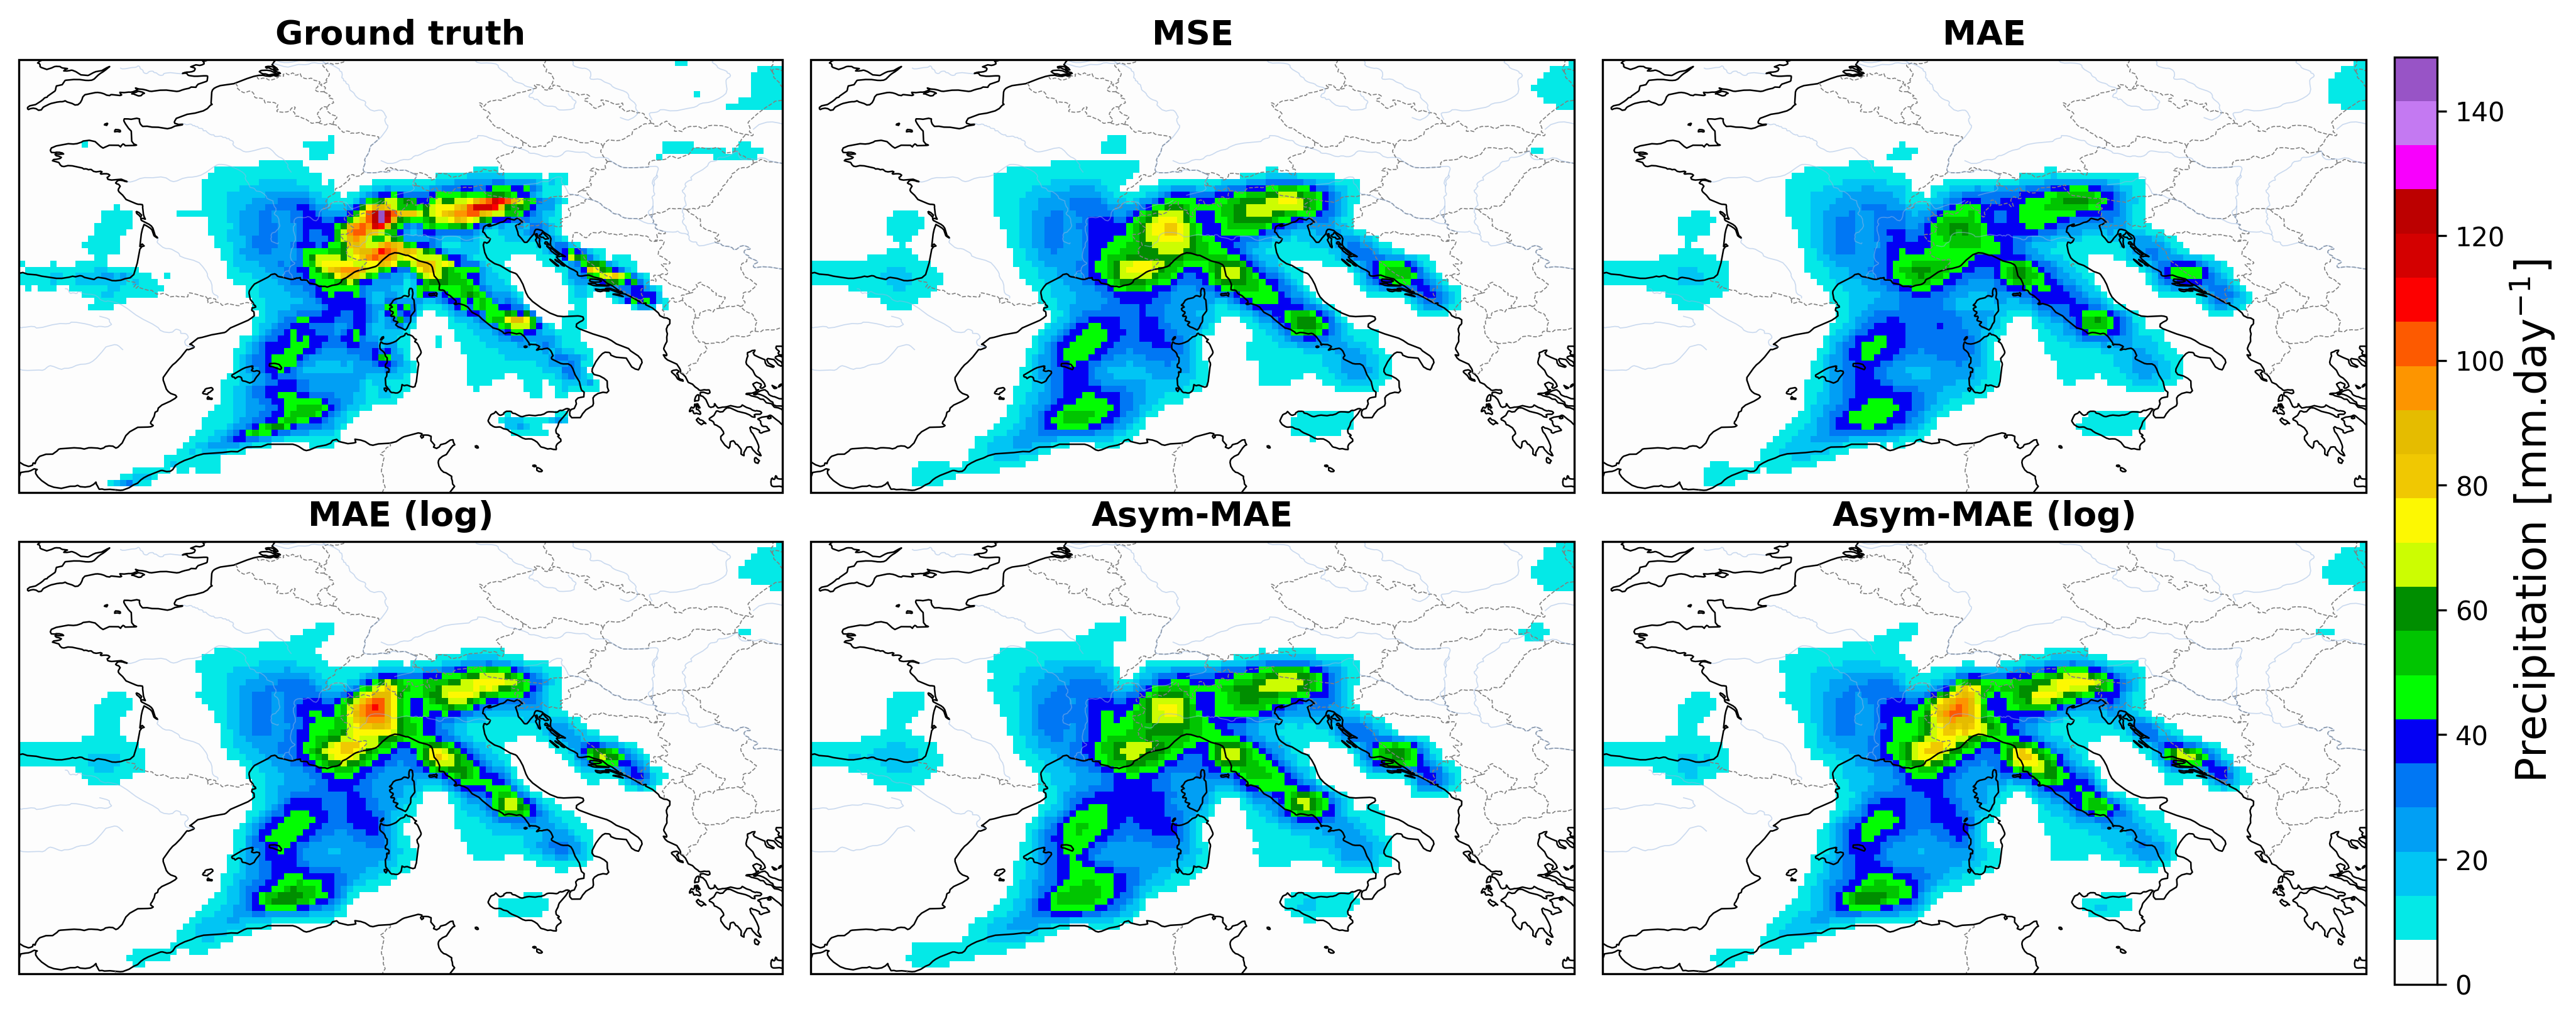 Ground truth
MSE
MAE
MAE (log)
Asym-MAE
Asym-MAE (log)
140
120
100
80
60
40
20
0
Precipitation [mm.day⁻¹]